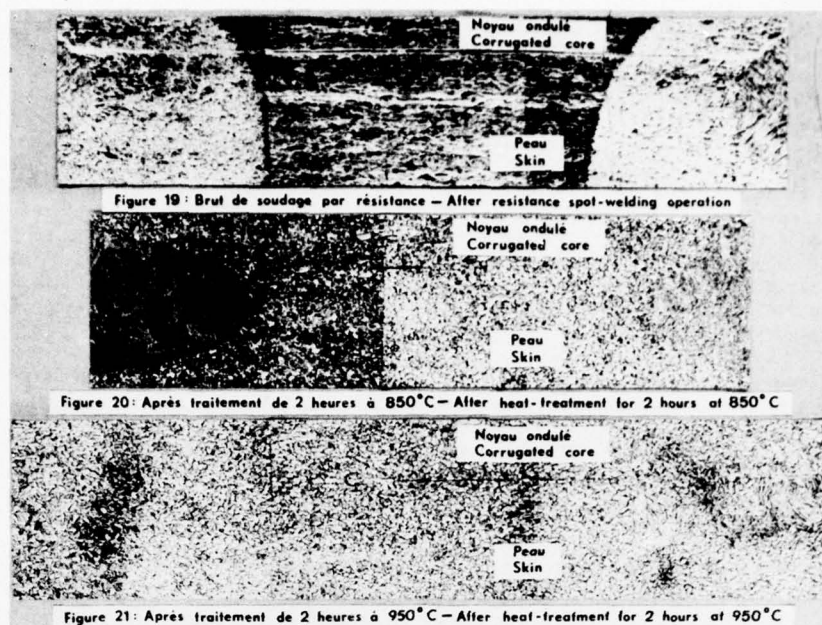 Noyau ondulé
Corrugated core
Peau
Skin
Figure 19 : Brut de soudage par résistance — After resistance spot-welding operation
Noyau ondulé
Corrugated core
Peau
Skin
Figure 20 : Après traitement de 2 heures à 850°C — After heat-treatment for 2 hours at 850°C
Noyau ondulé
Corrugated core
Peau
Skin
Figure 21 : Après traitement de 2 heures à 950°C — After heat-treatment for 2 hours at 950°C